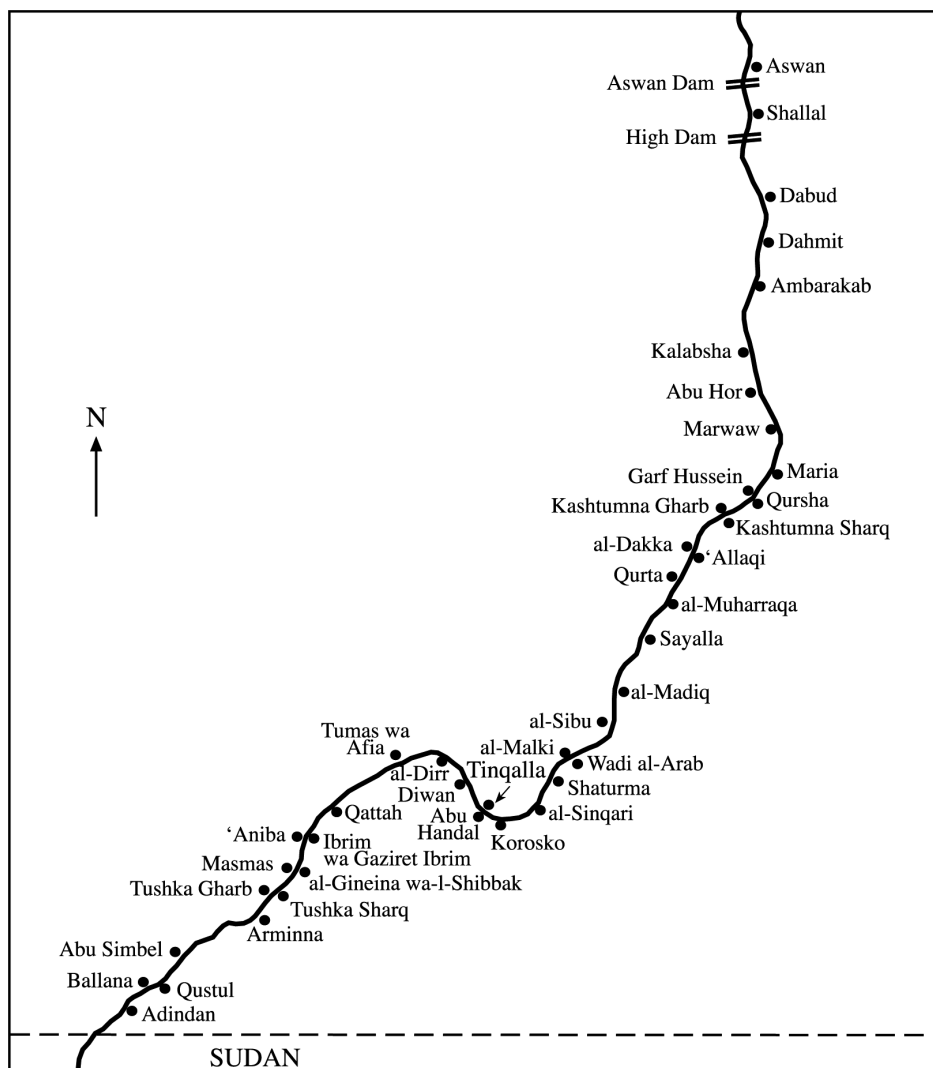 Aswan
Aswan Dam
Shallal
High Dam
Dabud
Dahmit
Ambarakab
Kalabsha
Abu Hor
N
Marwaw
Maria
Garf Hussein
Qursha
Kashtumna Gharb
Kashtumna Sharq
al-Dakka
‘Allaqi
Qurta
al-Muharraqa
Sayalla
al-Madiq
al-Sibu
Tumas wa
Afia
al-Malki
Wadi al-Arab
al-Dirr
Tinqalla
Shaturma
Diwan
al-Sinqari
Abu
Handal
Korosko
Qattah
‘Aniba
Ibrim
wa Gaziret Ibrim
Masmas
al-Gineina wa-l-Shibbak
Tushka Gharb
Tushka Sharq
Arminna
Abu Simbel
Ballana
Qustul
Adindan
SUDAN